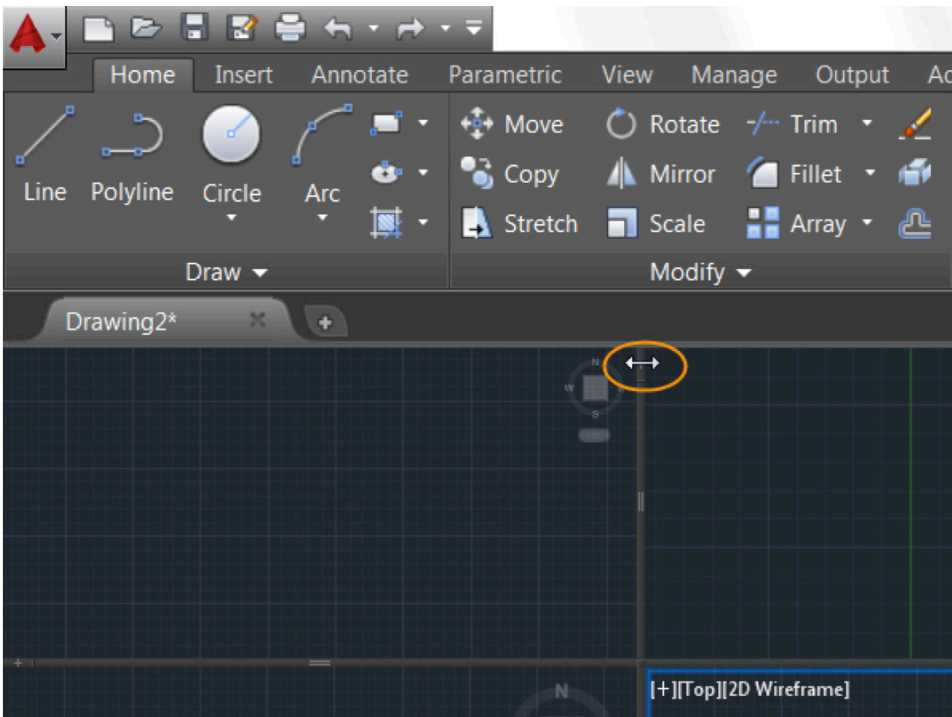 Home Insert Annotate Parametric View Manage Output
Line Polyline Circle Arc
Move Rotate Trim
Copy Mirror Fillet
Stretch Scale Array
Draw Modify
Drawing2*
N
W
S
N
[+][Top][2D Wireframe]